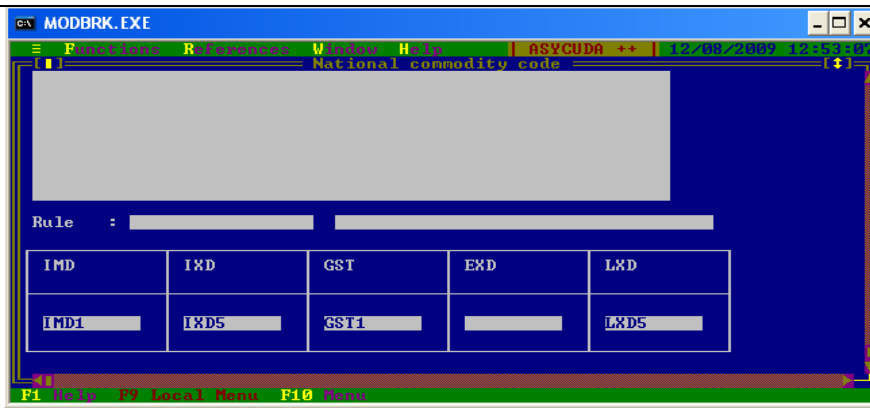 MODBRK.EXE
≡ Functions References Window Help | ASYCUDA ++ | 12/08/2009 12:53:07
National commodity code
Rule :
IMD IXD GST EXD LXD
IMD1 IXD5 GST1 LXD5
F1 Help F9 Local Menu F10 Menu